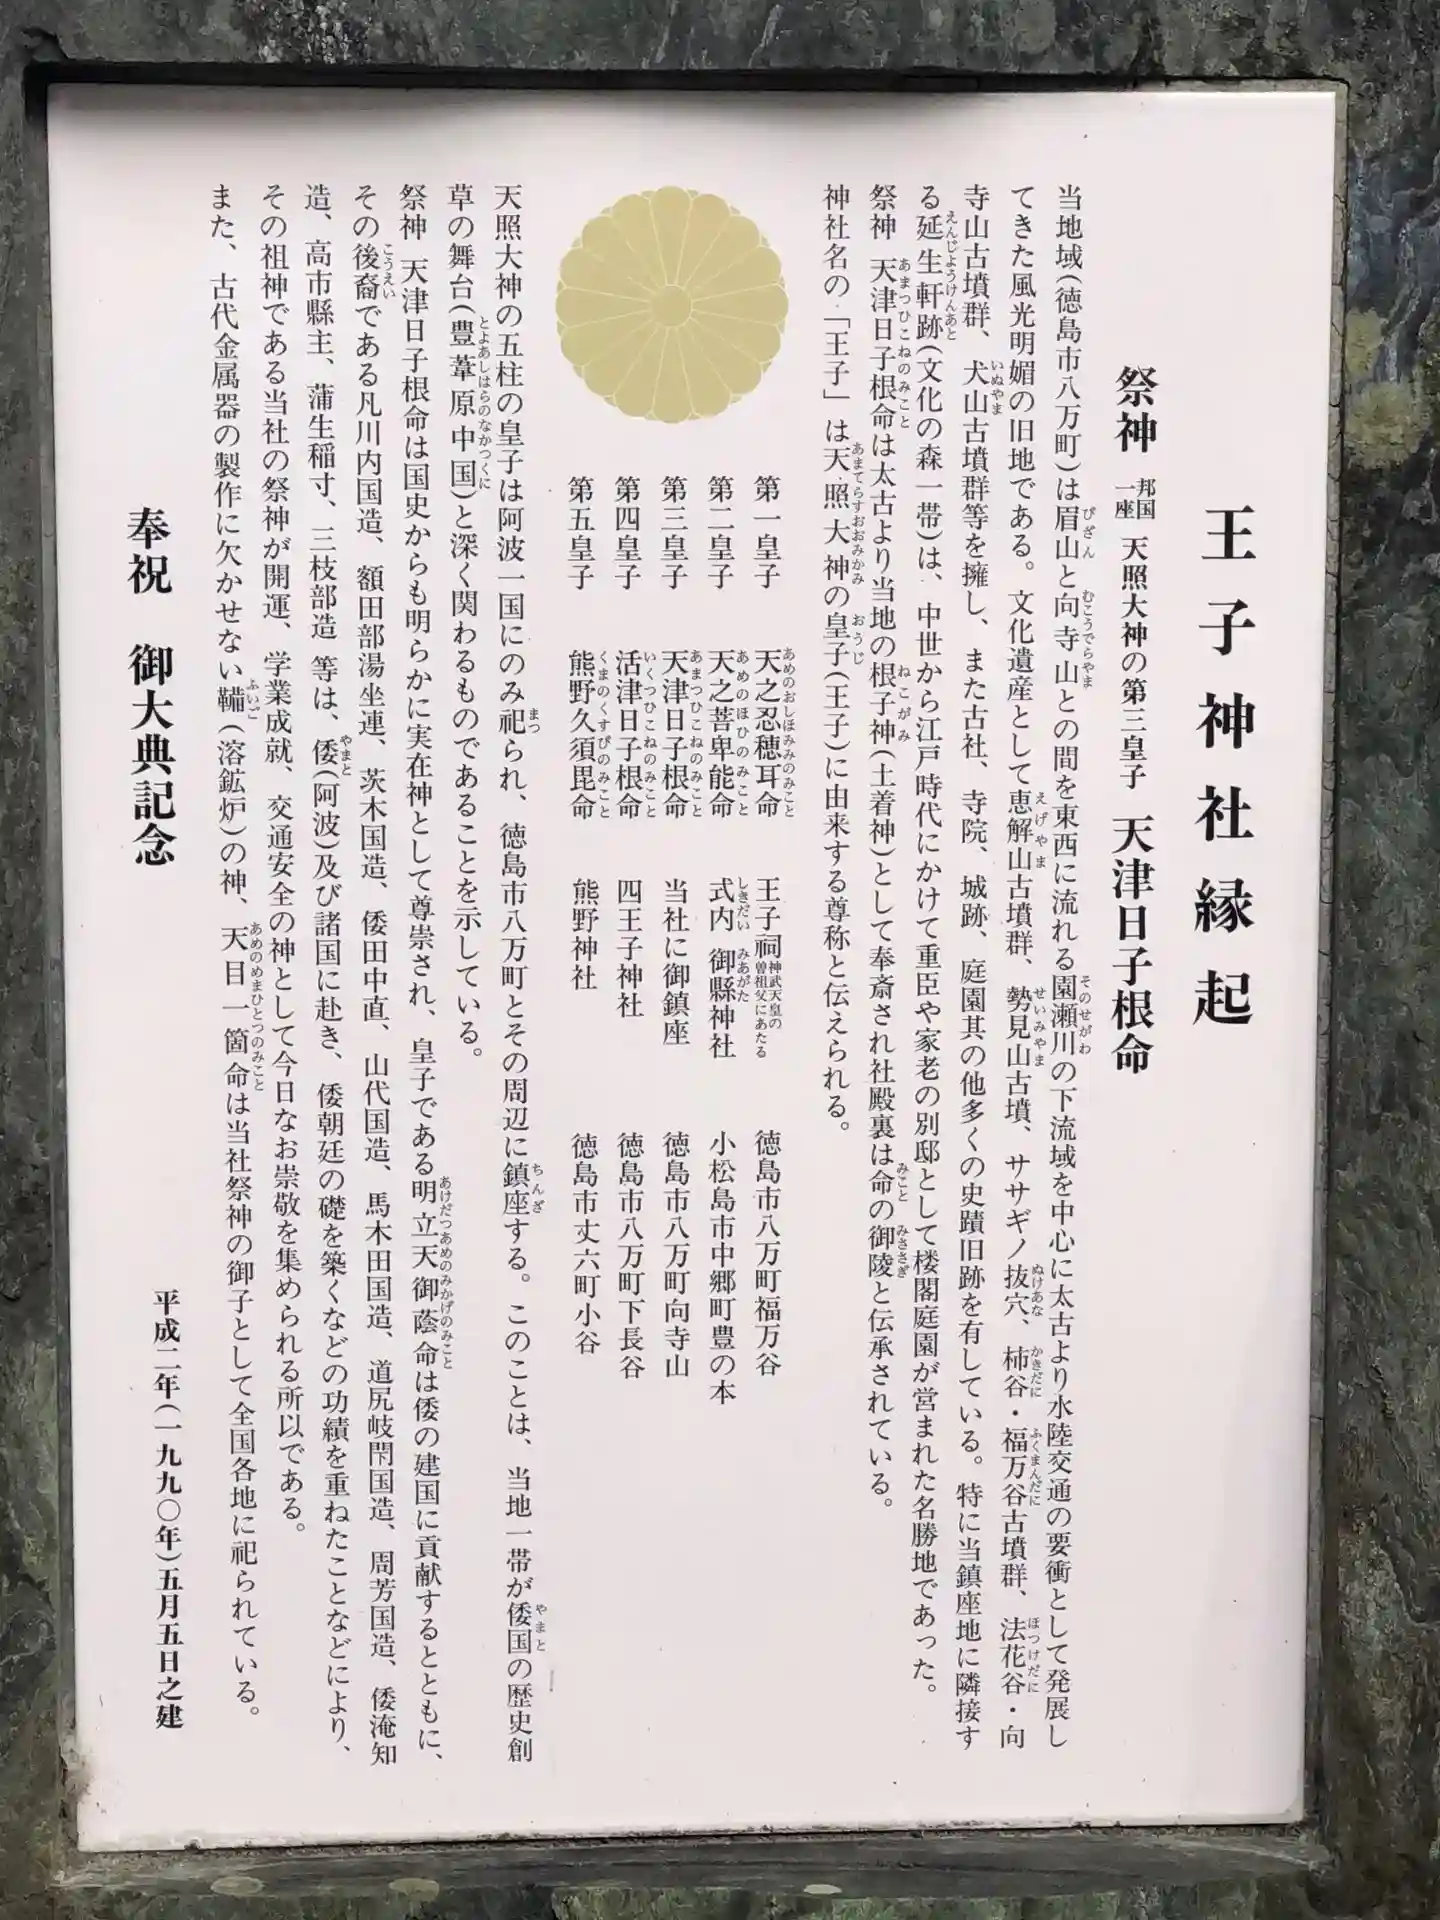 王子神社縁起
祭神 邦国一座 天照大神の第三皇子 天津日子根命
当地域(徳島市八万町)は眉山と向寺山との間を東西に流れる園瀬川の下流域を中心に太古より水陸交通の要衝として発展し
てきた風光明媚の旧地である。文化遺産として恵解山古墳群、勢見山古墳、ササギノ抜穴、柿谷・福万谷古墳群、法花谷・向
寺山古墳群、犬山古墳群等を擁し、また古社、寺院、城跡、庭園其の他多くの史蹟旧跡を有している。特に当鎮座地に隣接す
る延生軒跡(文化の森一帯)は、中世から江戸時代にかけて重臣や家老の別邸として楼閣庭園が営まれた名勝地であった。
祭神 天津日子根命は太古より当地の根子神(土着神)として奉斎され社殿裏は命の御陵と伝承されている。
神社名の「王子」は天照大神の皇子(王子)に由来する尊称と伝えられる。
第一皇子 天之忍穂耳命 王子祠 神武天皇の曽祖父にあたる 徳島市八万町福万谷
第二皇子 天之菩卑能命 式内 御縣神社 小松島市中郷町豊の本
第三皇子 天津日子根命 当社に御鎮座 徳島市八万町向寺山
第四皇子 活津日子根命 四王子神社 徳島市八万町下長谷
第五皇子 熊野久須毘命 熊野神社 徳島市丈六町小谷
天照大神の五柱の皇子は阿波一国にのみ祀られ、徳島市八万町とその周辺に鎮座する。このことは、当地一帯が倭国の歴史創
草の舞台(豊葦原中国)と深く関わるものであることを示している。
祭神 天津日子根命は国史からも明らかに実在神として尊崇され、皇子である明立天御蔭命は倭の建国に貢献するとともに、
その後裔である凡川内国造、額田部湯坐連、茨木国造、倭田中直、山代国造、馬木田国造、道尻岐閇国造、周芳国造、倭淹知
造、高市縣主、蒲生稲寸、三枝部造 等は、倭(阿波)及び諸国に赴き、倭朝廷の礎を築くなどの功績を重ねたことなどにより、
その祖神である当社の祭神が開運、学業成就、交通安全の神として今日なお崇敬を集められる所以である。
また、古代金属器の製作に欠かせない鞴(溶鉱炉)の神、天目一箇命は当社祭神の御子として全国各地に祀られている。
奉祝 御大典記念
平成二年(一九九〇年)五月五日之建